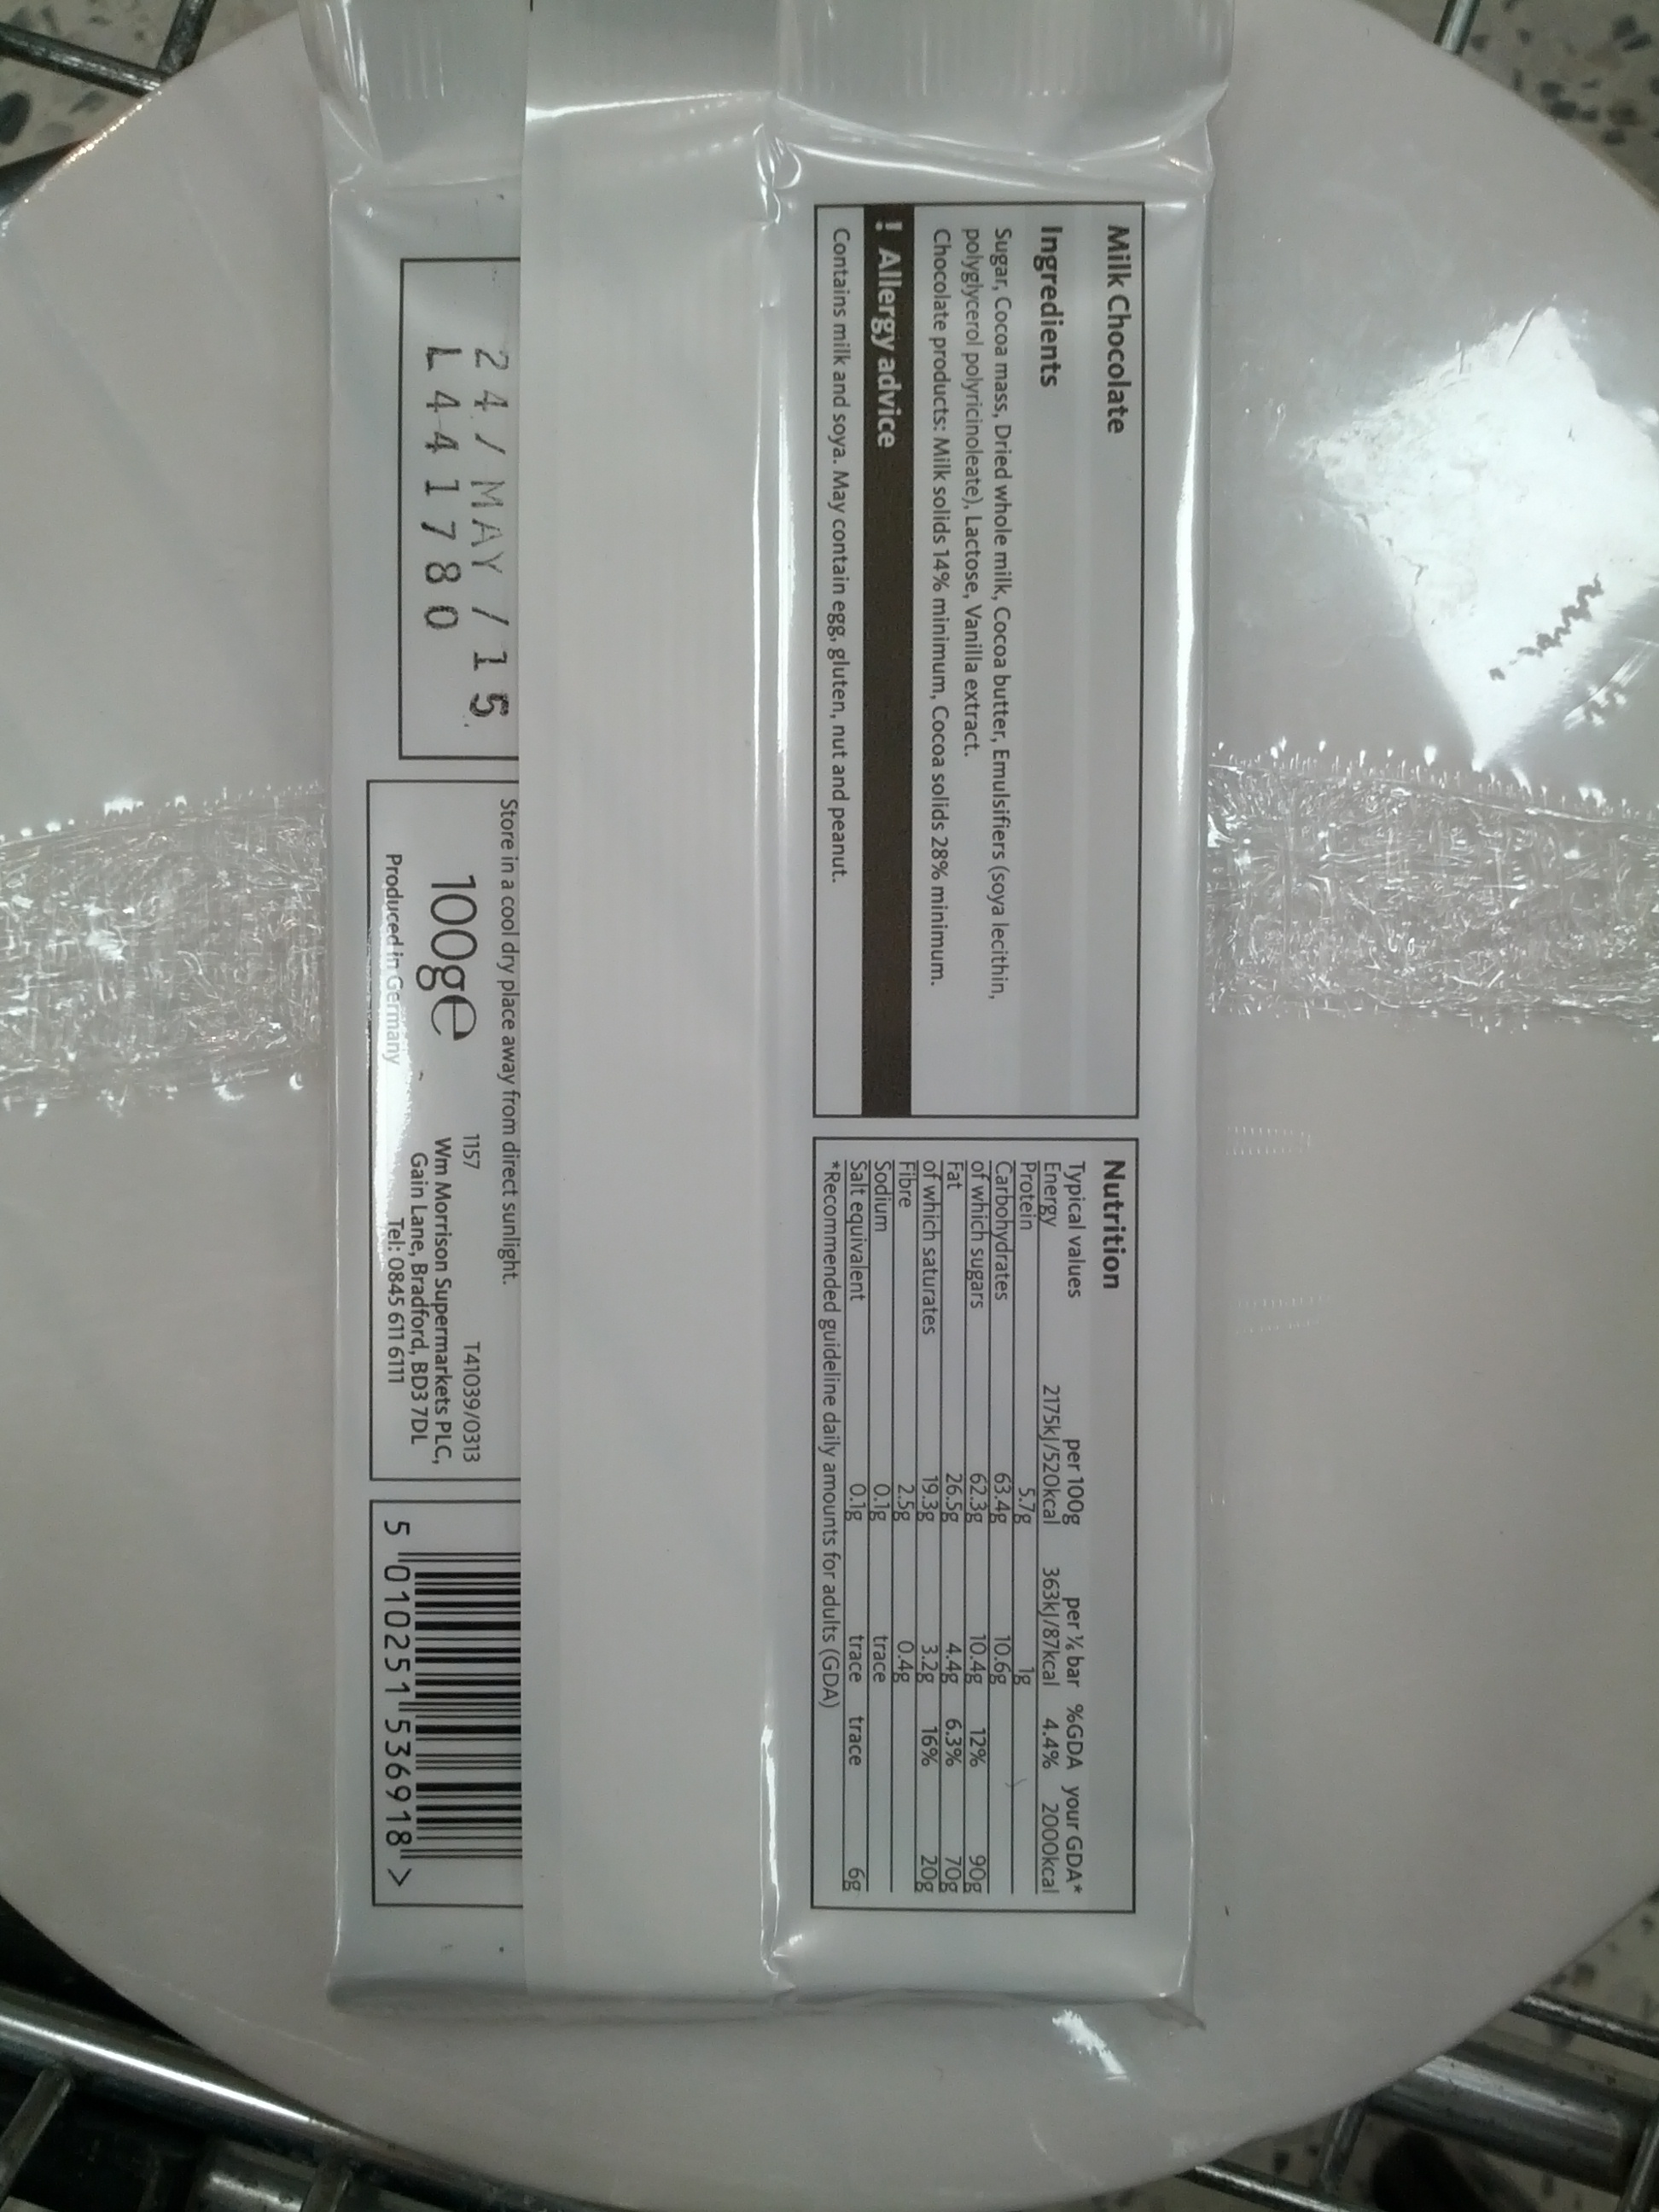 Milk Chocolate
Ingredients
Sugar, Cocoa mass, Dried whole milk, Cocoa butter, Emulsifiers (soya lecithin,
polyglycerol polyricinoleate), Lactose, Vanilla extract.
Chocolate products: Milk solids 14% minimum, Cocoa solids 28% minimum.
! Allergy advice
Contains milk and soya. May contain egg, gluten, nut and peanut.
Nutrition
Typical values per 100g per ⅙ bar %GDA your GDA*
Energy 2175kJ/520kcal 363kJ/87kcal 4.4% 2000kcal
Protein 5.7g 1g
Carbohydrates 63.4g 10.6g
of which sugars 62.3g 10.4g 12% 90g
Fat 26.5g 4.4g 6.3% 70g
of which saturates 19.3g 3.2g 16% 20g
Fibre 2.5g 0.4g
Sodium 0.1g trace
Salt equivalent 0.1g trace trace 6g
*Recommended guideline daily amounts for adults (GDA)
24/MAY/15
L441780
Store in a cool dry place away from direct sunlight.
100g℮
Produced in Germany
1157 T41039/0313
Wm Morrison Supermarkets PLC,
Gain Lane, Bradford, BD3 7DL
Tel: 0845 611 6111
5 010251 536918 >